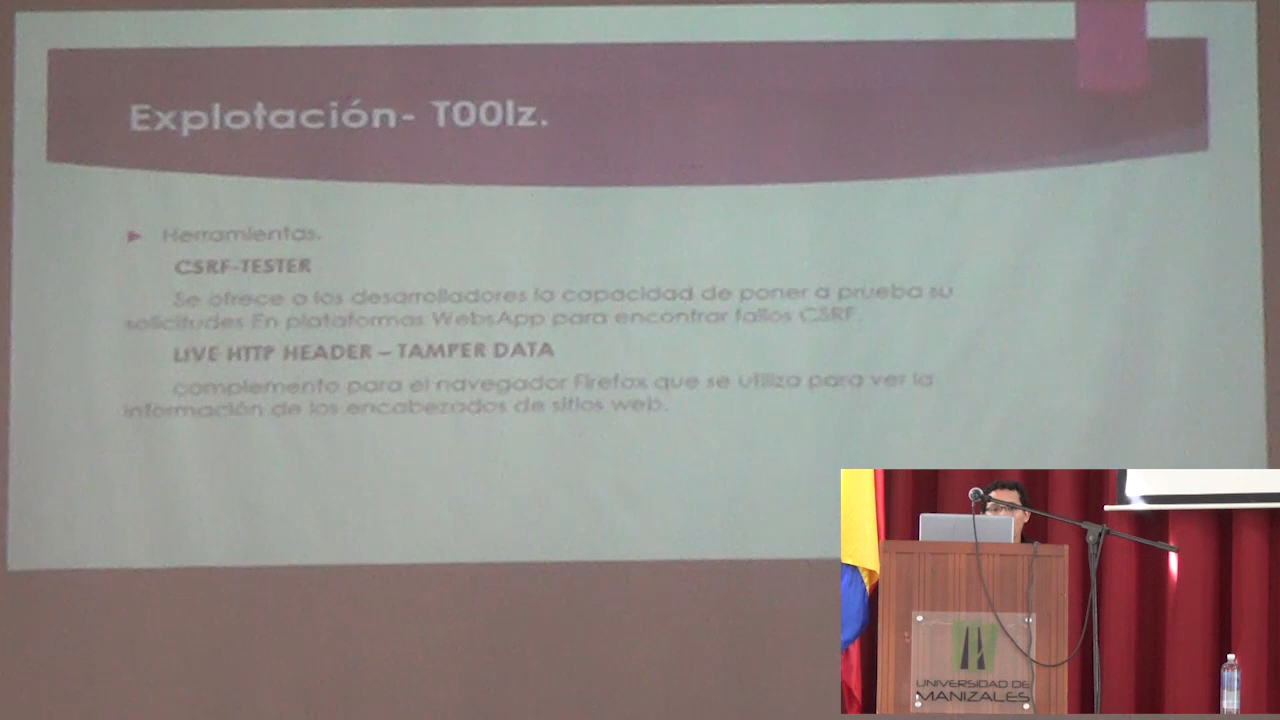 Explotación- T00lz.
Herramientas.
CSRF-TESTER
Se ofrece a los desarrolladores la capacidad de poner a prueba su
solicitudes En plataformas WebsApp para encontrar fallos CSRF.
LIVE HTTP HEADER – TAMPER DATA
complemento para el navegador Firefox que se utiliza para ver la
información de los encabezados de sitios web.
UNIVERSIDAD DE
MANIZALES